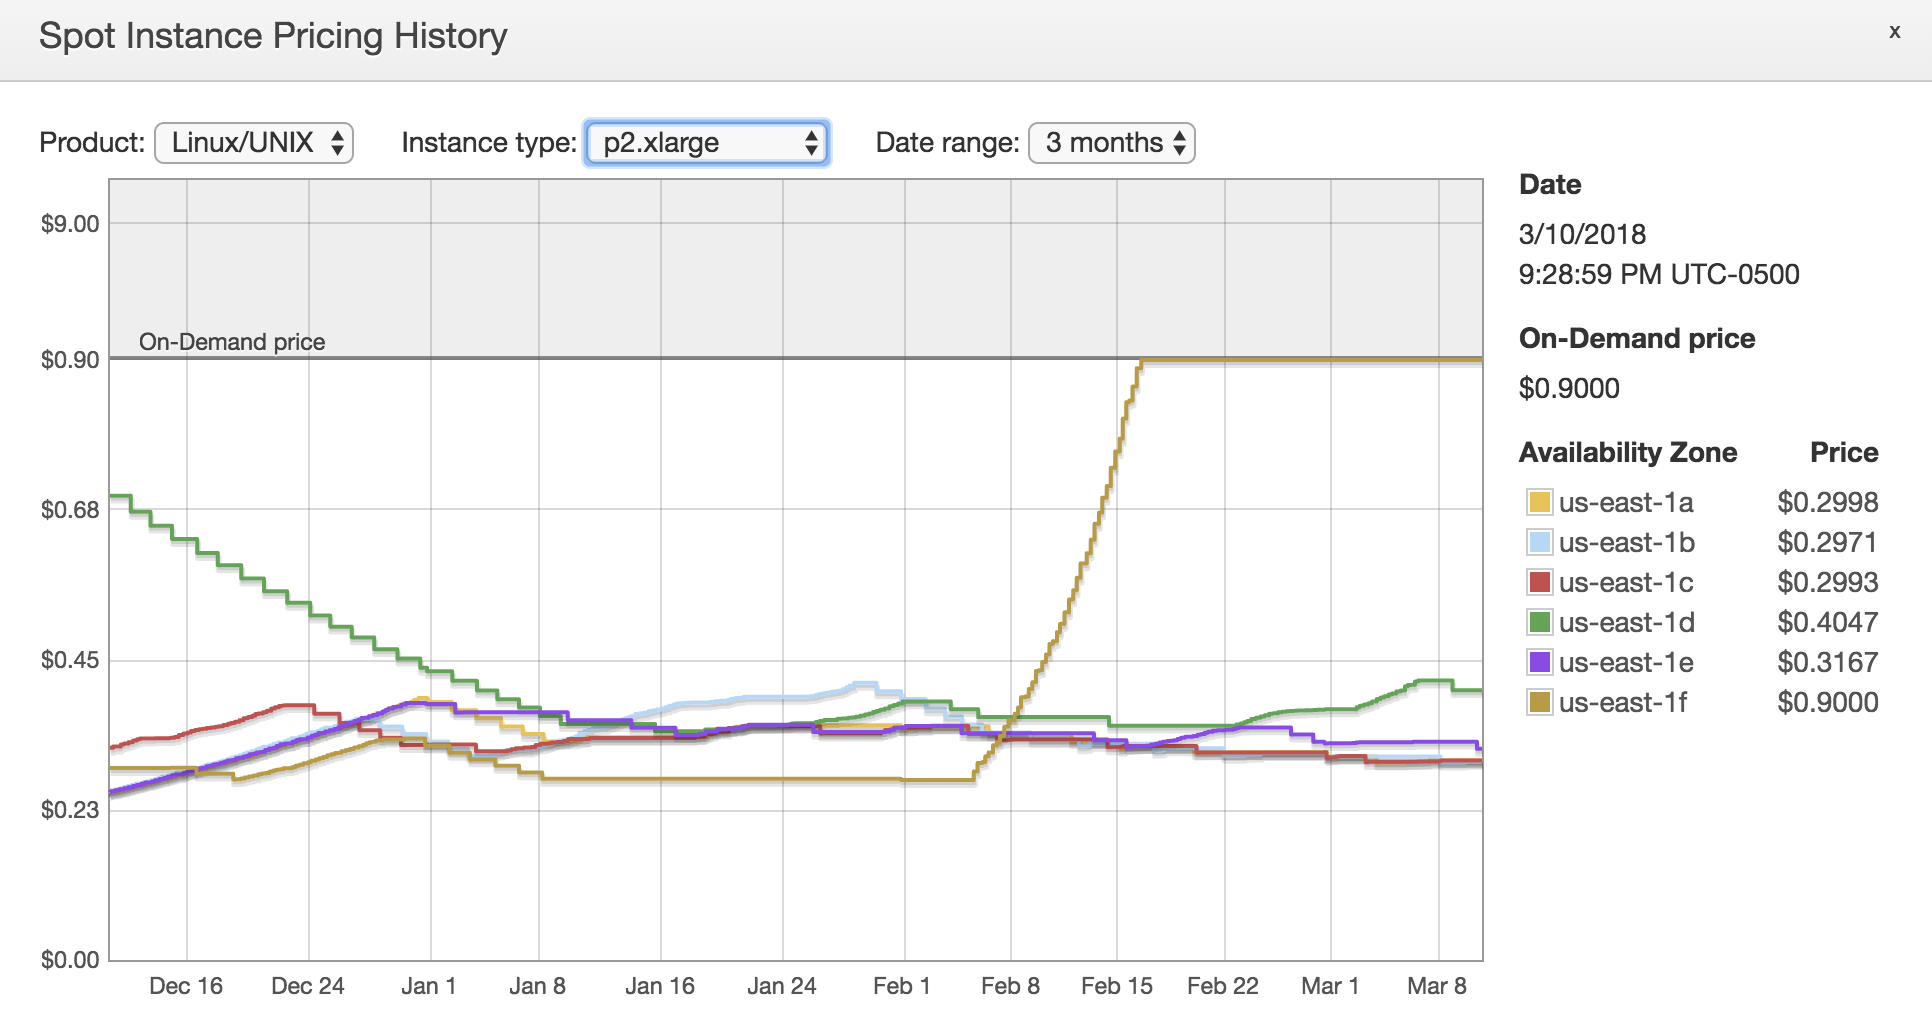 Spot Instance Pricing History
x
Product: Linux/UNIX Instance type: p2.xlarge Date range: 3 months
$9.00
On-Demand price
$0.90
$0.68
$0.45
$0.23
$0.00
Dec 16 Dec 24 Jan 1 Jan 8 Jan 16 Jan 24 Feb 1 Feb 8 Feb 15 Feb 22 Mar 1 Mar 8
Date
3/10/2018
9:28:59 PM UTC-0500
On-Demand price
$0.9000
Availability Zone Price
us-east-1a $0.2998
us-east-1b $0.2971
us-east-1c $0.2993
us-east-1d $0.4047
us-east-1e $0.3167
us-east-1f $0.9000